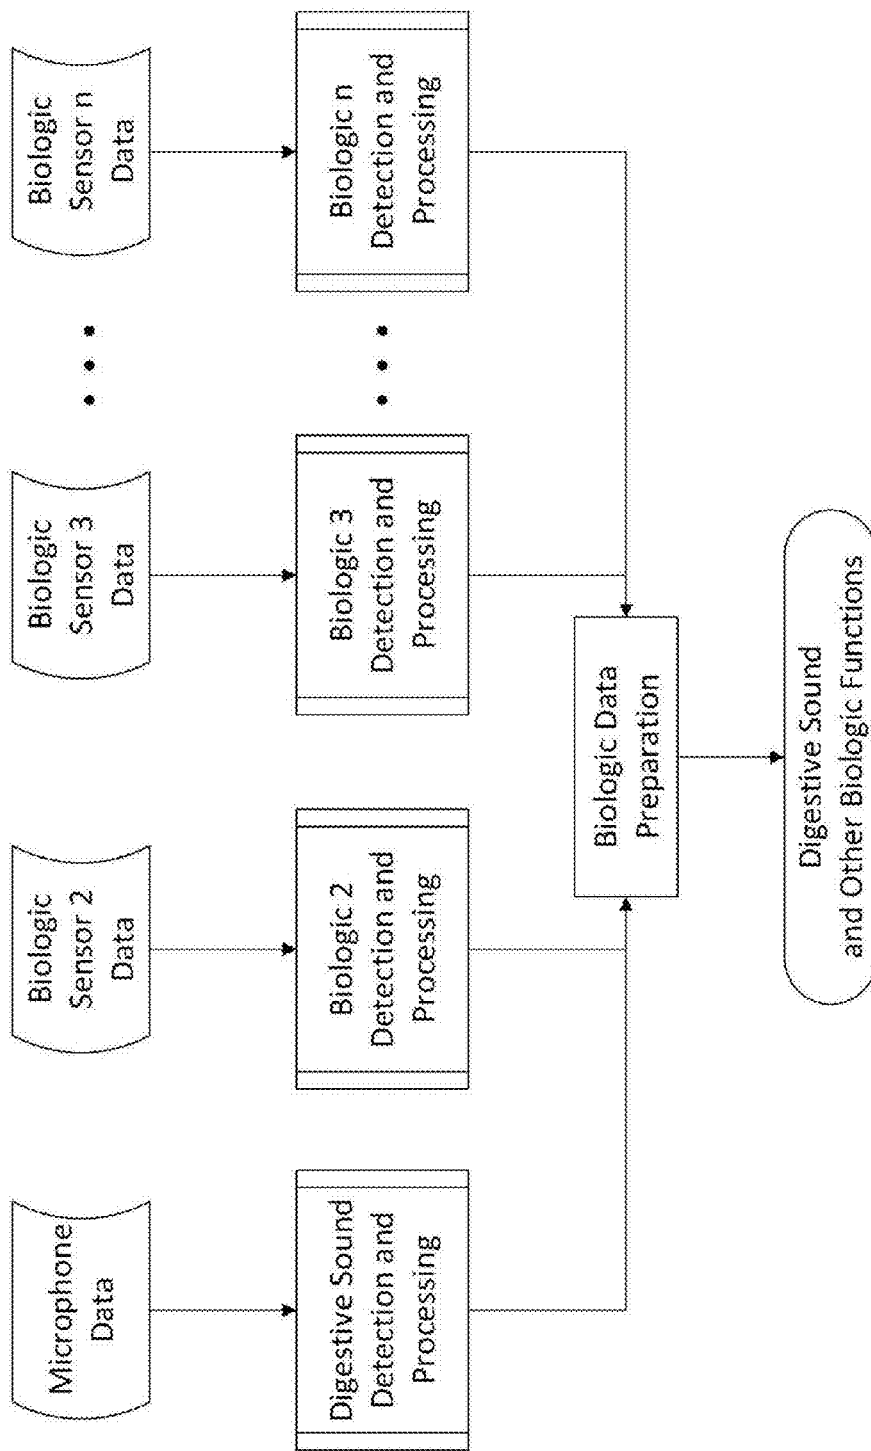 Microphone
Data
Biologic
Sensor 2
Data
Biologic
Sensor 3
Data
Biologic
Sensor n
Data
Digestive Sound
Detection and
Processing
Biologic 2
Detection and
Processing
Biologic 3
Detection and
Processing
Biologic n
Detection and
Processing
Biologic Data
Preparation
Digestive Sound
and Other Biologic Functions